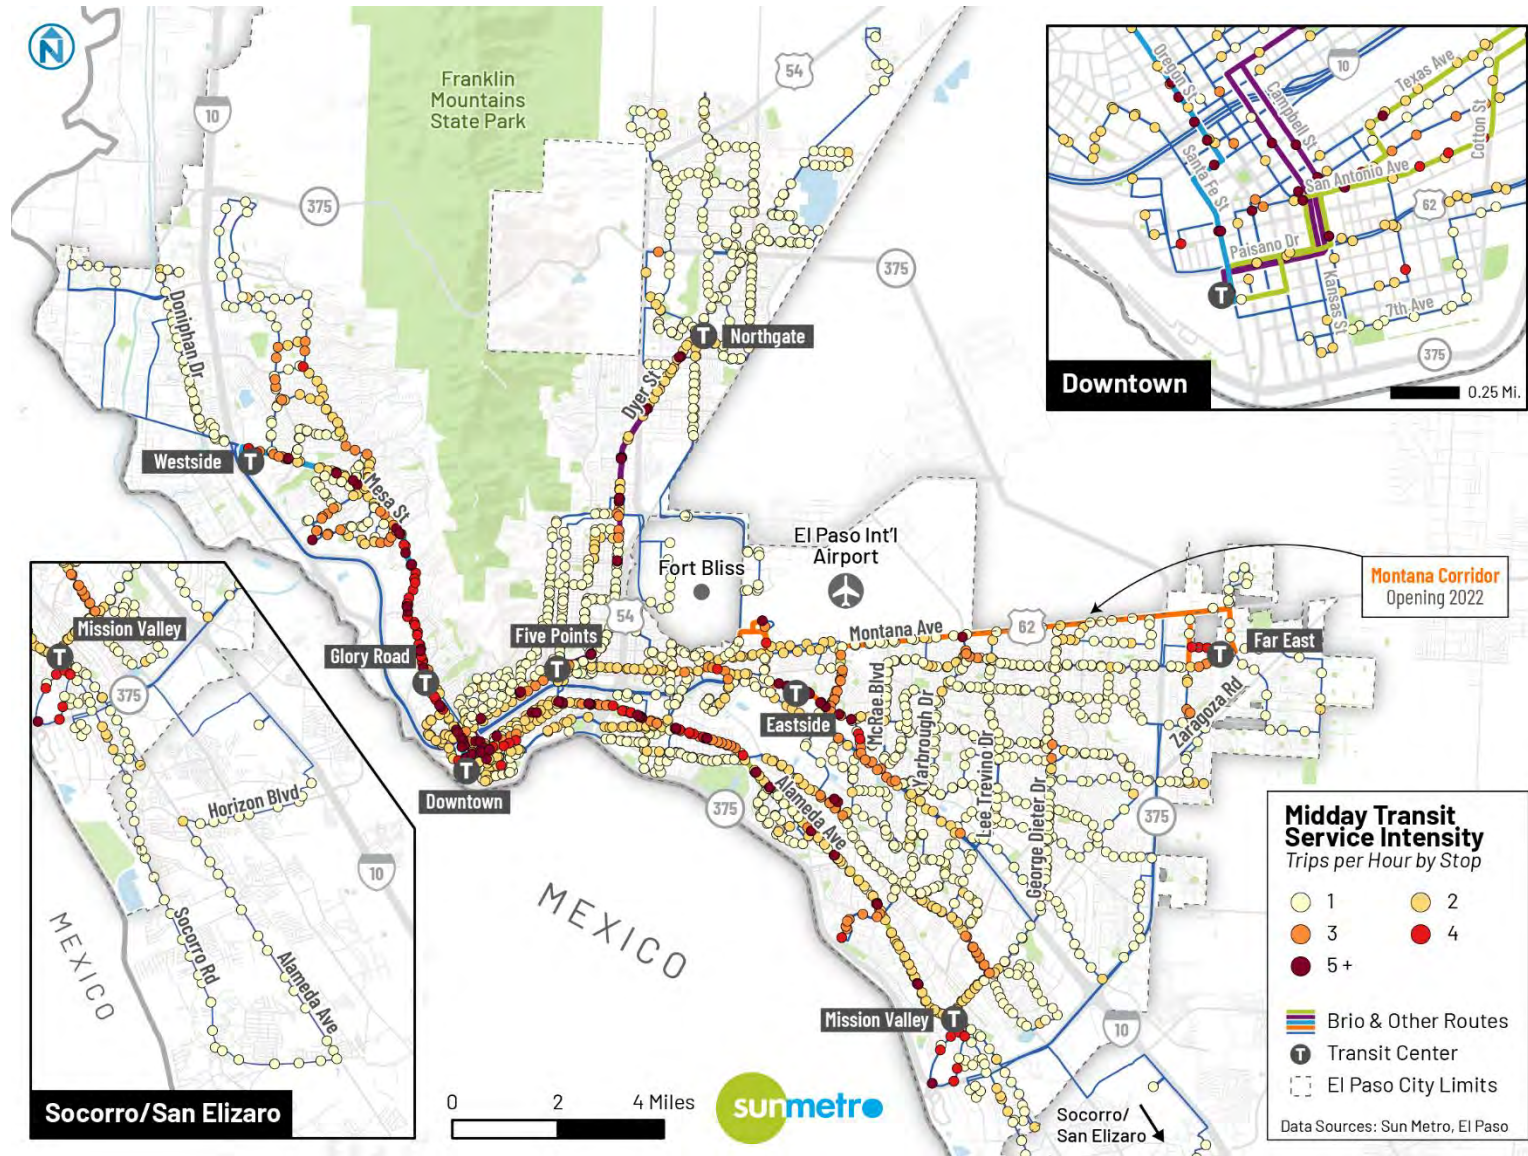 N
Franklin
Mountains
State Park
54
10
375
375
Northgate
Doniphan Dr
Dyer St
Westside
Mesa St
El Paso Int'l
Airport
Fort Bliss
54
Five Points
Glory Road
Downtown
Montana Ave
62
Montana Corridor
Opening 2022
Far East
Eastside
McRae Blvd
Yarbrough Dr
Lee Trevino Dr
George Dieter Dr
Zaragoza Rd
375
375
Alameda Ave
MEXICO
Mission Valley
10
Socorro/
San Elizaro
T
T
T
T
T
T
T
T
Oregon St
10
Texas Ave
Campbell St
Cotton St
Santa Fe St
San Antonio Ave
62
Paisano Dr
Kansas St
7th Ave
375
T
Downtown
0.25 Mi.
Mission Valley
T
375
Horizon Blvd
10
Socorro Rd
Alameda Ave
MEXICO
Socorro/San Elizaro
0 2 4 Miles
sunmetro
Midday Transit
Service Intensity
Trips per Hour by Stop
1 2
3 4
5 +
Brio & Other Routes
T Transit Center
El Paso City Limits
Data Sources: Sun Metro, El Paso